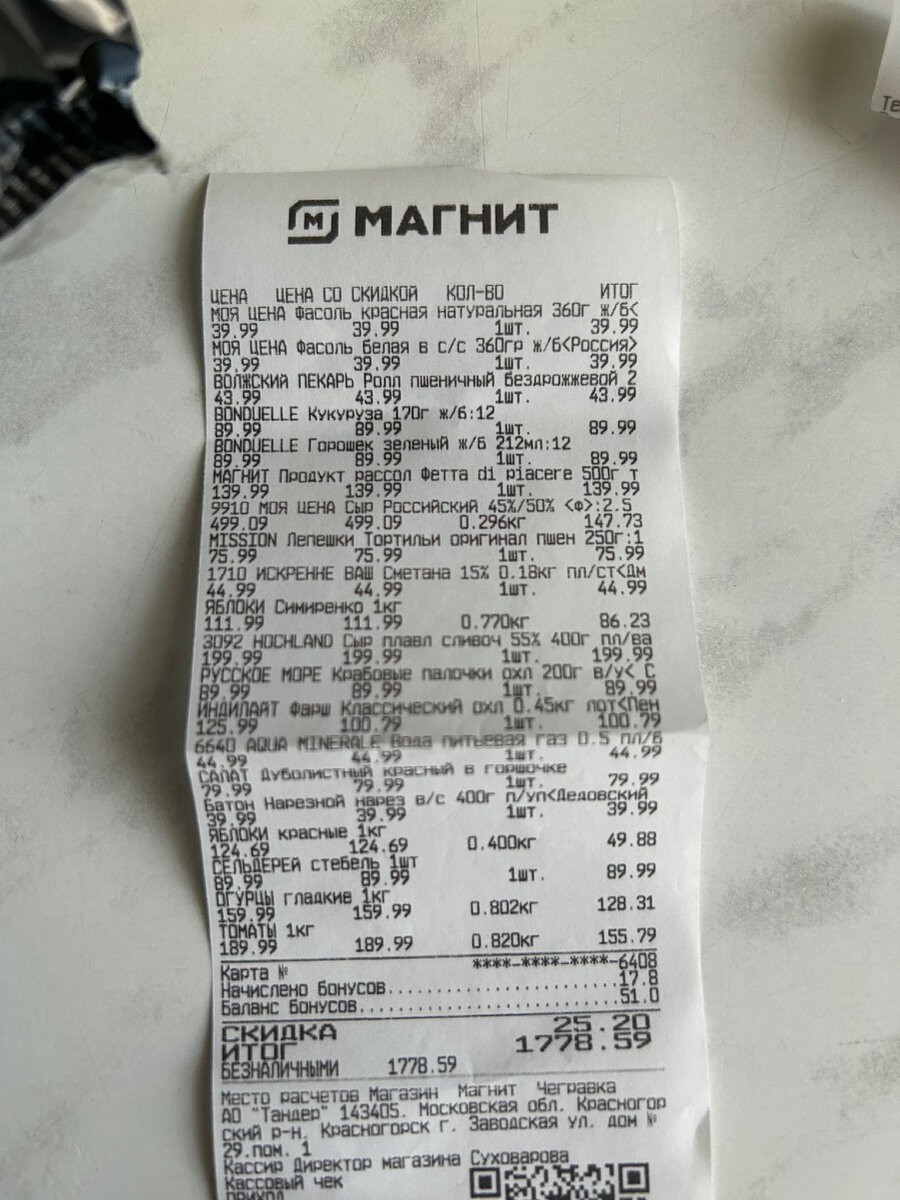 Те
МАГНИТ
ЦЕНА ЦЕНА СО СКИДКОЙ КОЛ-ВО ИТОГ
МОЯ ЦЕНА Фасоль красная натуральная 360г ж/б<
39.99 39.99 1шт. 39.99
МОЯ ЦЕНА Фасоль белая в с/с 360гр ж/б<Россия>
39.99 39.99 1шт. 39.99
ВОЛЖСКИЙ ПЕКАРЬ Ролл пшеничный бездрожжевой 2
43.99 43.99 1шт. 43.99
BONDUELLE Кукуруза 170г ж/б:12
89.99 89.99 1шт. 89.99
BONDUELLE Горошек зеленый ж/б 212мл:12
89.99 89.99 1шт. 89.99
МАГНИТ Продукт рассол Фетта di piacere 500г т
139.99 139.99 1шт. 139.99
9910 МОЯ ЦЕНА Сыр Российский 45%/50% <Ф>:2.5
499.09 499.09 0.296кг 147.73
MISSION Лепешки Тортильи оригинал пшен 250г:1
75.99 75.99 1шт. 75.99
1710 ИСКРЕННЕ ВАШ Сметана 15% 0.18кг пл/ст<Дм
44.99 44.99 1шт. 44.99
ЯБЛОКИ Симиренко 1кг
111.99 111.99 0.770кг 86.23
3092 HOCHLAND Сыр плавл сливоч 55% 400г пл/ва
199.99 199.99 1шт. 199.99
РУССКОЕ МОРЕ Крабовые палочки охл 200г в/у< С
89.99 89.99 1шт. 89.99
ИНДИЛАЙТ Фарш Классический охл 0.45кг лот<Пен
125.99 100.79 1шт. 100.79
6640 AQUA MINERALE Вода питьевая газ 0.5 пл/б
44.99 44.99 1шт. 44.99
САЛАТ Дуболистный красный в горшочке
79.99 79.99 1шт. 79.99
Батон Нарезной нарез в/с 400г п/уп<Дедовский
39.99 39.99 1шт. 39.99
ЯБЛОКИ красные 1кг
124.69 124.69 0.400кг 49.88
СЕЛЬДЕРЕЙ стебель 1шт
89.99 89.99 1шт. 89.99
ОГУРЦЫ гладкие 1кг
159.99 159.99 0.802кг 128.31
ТОМАТЫ 1кг
189.99 189.99 0.820кг 155.79
Карта № ****-****-****-6408
Начислено бонусов..........................17.8
Баланс бонусов.............................51.0
СКИДКА 25.20
ИТОГ 1778.59
БЕЗНАЛИЧНЫМИ 1778.59
Место расчетов Магазин Магнит Чегравка
АО "Тандер" 143405. Московская обл. Красногор
ский р-н. Красногорск г. Заводская ул. дом №
29.пом. 1
Кассир Директор магазина Суховарова
Кассовый чек
ПРИХОД